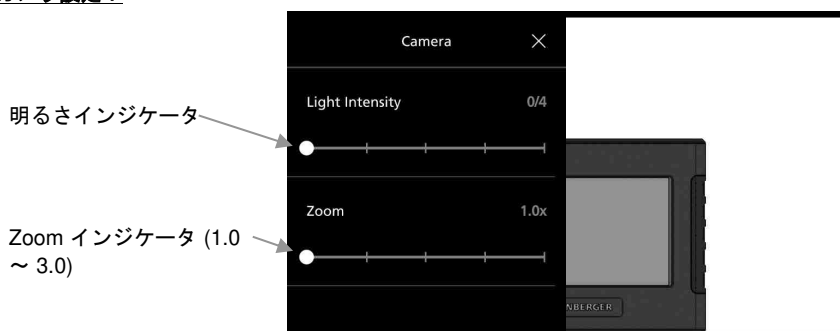 Camera
Light Intensity 0/4
明るさインジケータ
Zoom 1.0x
Zoom インジケータ (1.0
～ 3.0)
NBERGER